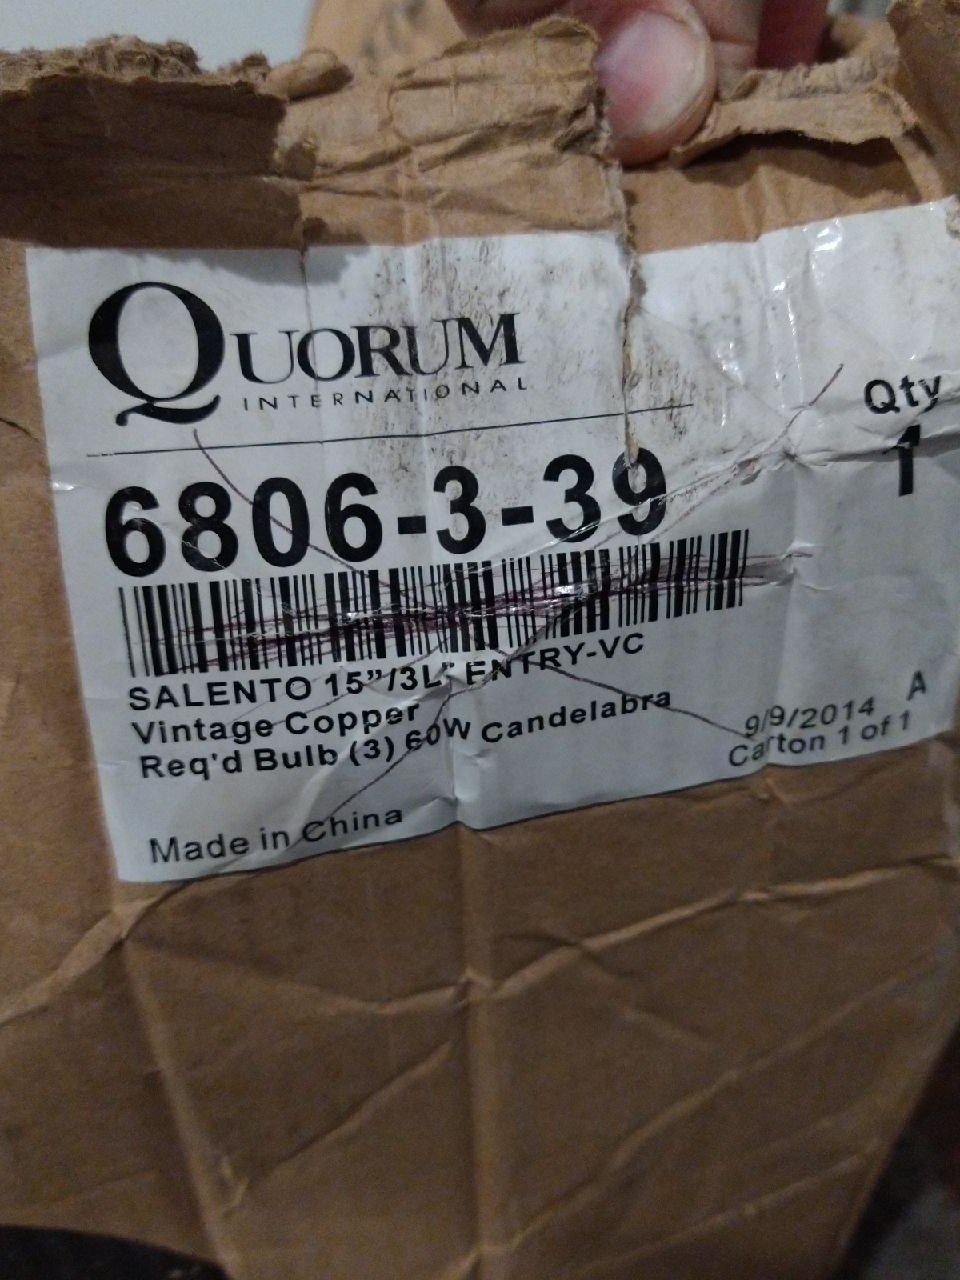 QUORUM
INTERNATIONAL
Qty
1
6806-3-39
SALENTO 15"/3L" ENTRY-VC
Vintage Copper
Req'd Bulb (3) 60W Candelabra
9/9/2014 A
Carton 1 of 1
Made in China